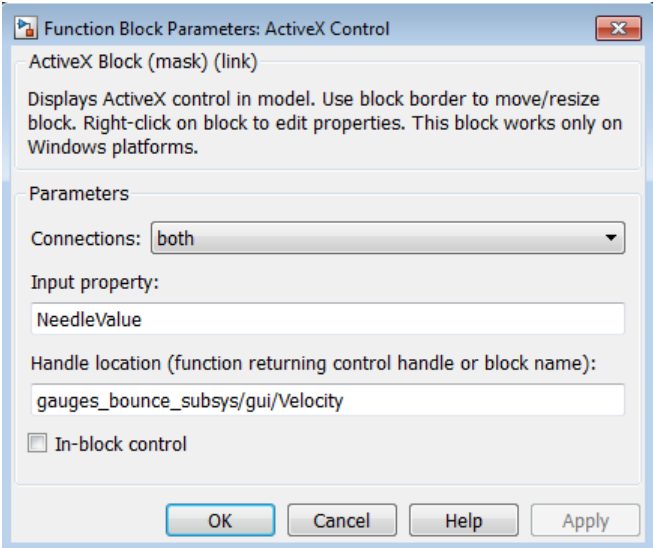 Function Block Parameters: ActiveX Control
ActiveX Block (mask) (link)
Displays ActiveX control in model. Use block border to move/resize
block. Right-click on block to edit properties. This block works only on
Windows platforms.
Parameters
Connections: both
Input property:
NeedleValue
Handle location (function returning control handle or block name):
gauges_bounce_subsys/gui/Velocity
In-block control
OK Cancel Help Apply